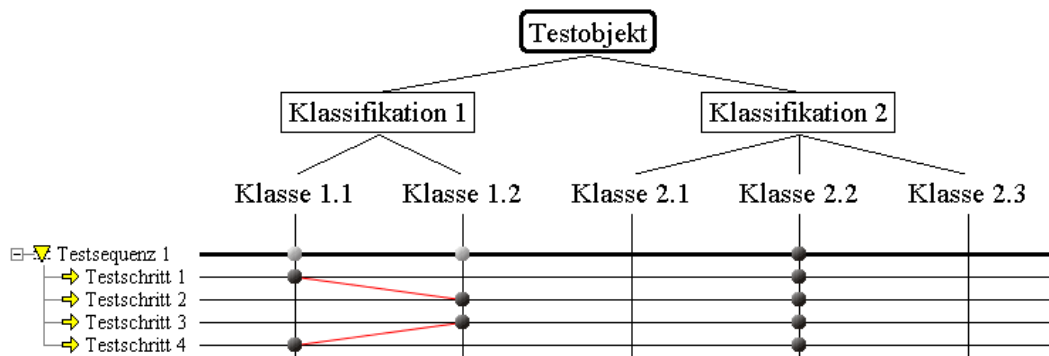 Testobjekt
Klassifikation 1 Klassifikation 2
Klasse 1.1 Klasse 1.2 Klasse 2.1 Klasse 2.2 Klasse 2.3
Testsequenz 1
Testschritt 1
Testschritt 2
Testschritt 3
Testschritt 4